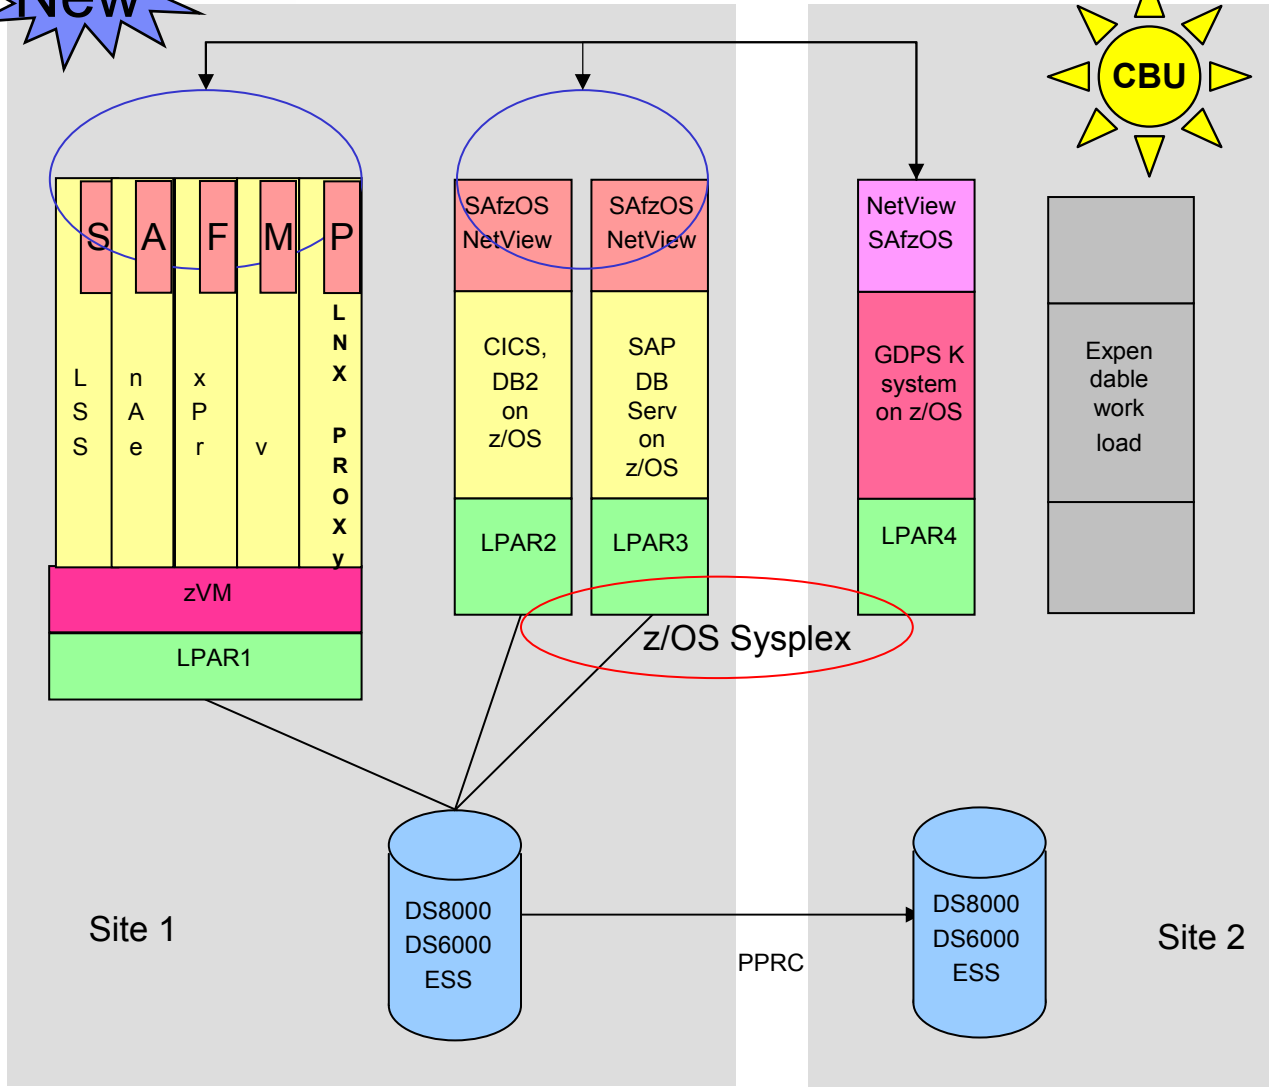 New
CBU
S A F M P
SAfzOS
NetView
SAfzOS
NetView
NetView
SAfzOS
L n x
S A P
S e r v
L
N
X
P
R
O
X
y
CICS,
DB2
on
z/OS
SAP
DB
Serv
on
z/OS
GDPS K
system
on z/OS
Expen
dable
work
load
zVM
LPAR1
LPAR2
LPAR3
LPAR4
z/OS Sysplex
Site 1
DS8000
DS6000
ESS
PPRC
DS8000
DS6000
ESS
Site 2